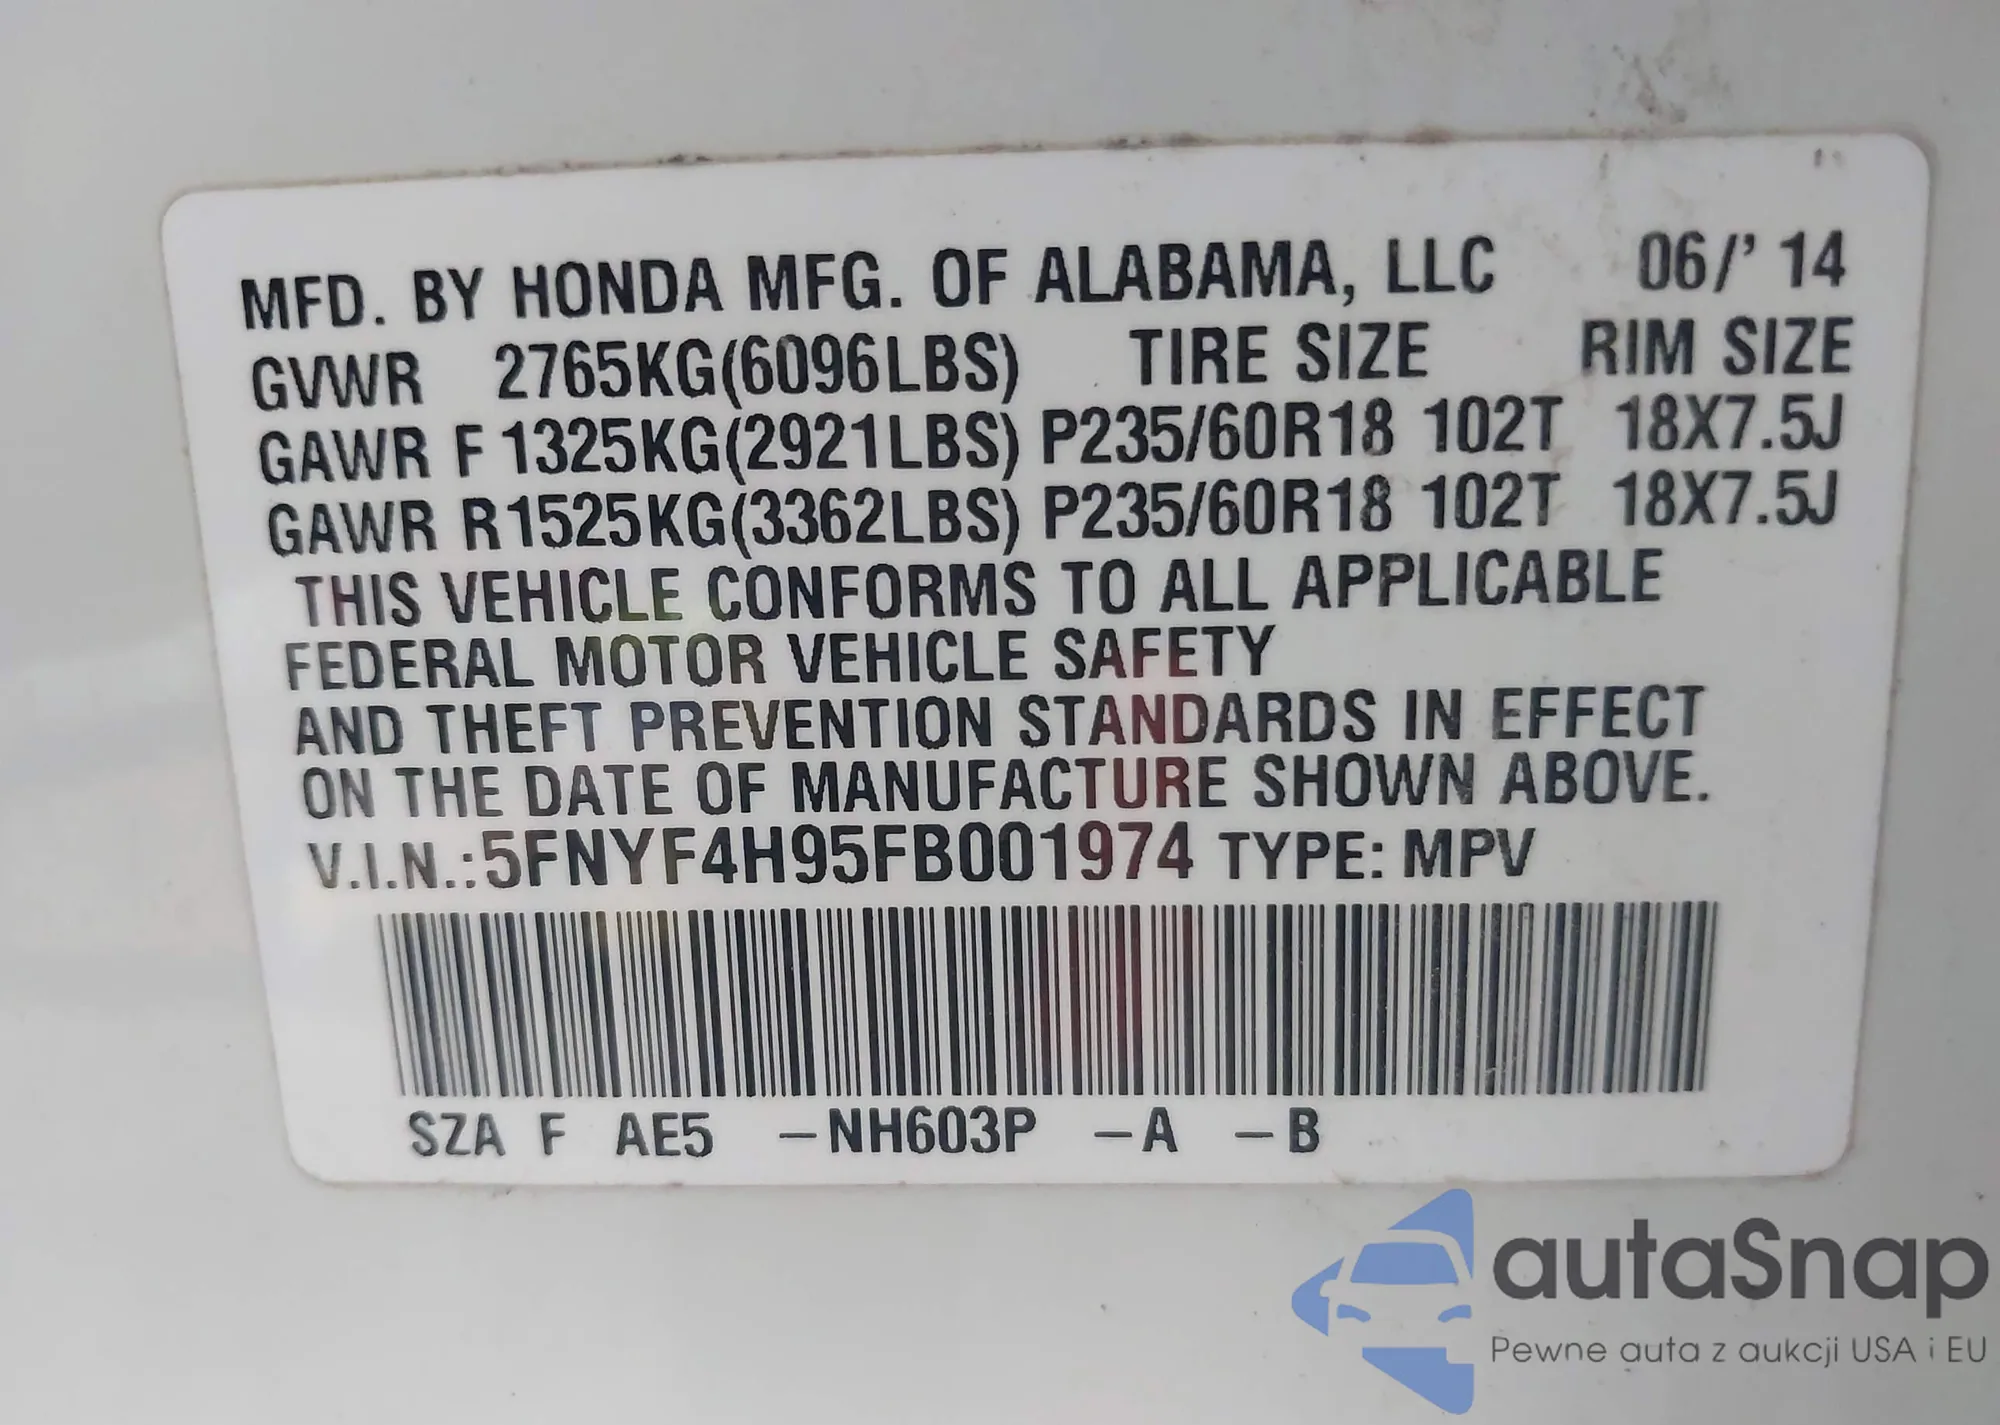 MFD. BY HONDA MFG. OF ALABAMA, LLC 06/' 14
GVWR 2765KG(6096LBS) TIRE SIZE RIM SIZE
GAWR F 1325KG(2921LBS) P235/60R18 102T 18X7.5J
GAWR R1525KG(3362LBS) P235/60R18 102T 18X7.5J
THIS VEHICLE CONFORMS TO ALL APPLICABLE
FEDERAL MOTOR VEHICLE SAFETY
AND THEFT PREVENTION STANDARDS IN EFFECT
ON THE DATE OF MANUFACTURE SHOWN ABOVE.
V.I.N.:5FNYF4H95FB001974 TYPE: MPV
SZA F AE5 –NH603P –A –B
autaSnap
Pewne auta z aukcji USA i EU